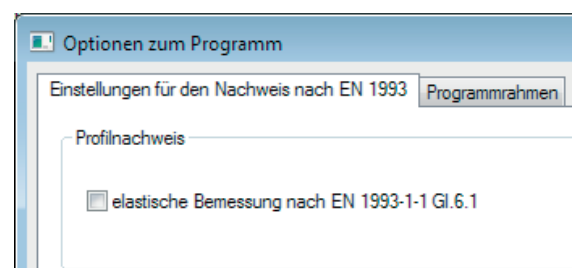 Optionen zum Programm
Einstellungen für den Nachweis nach EN 1993 Programmrahmen
Profilnachweis
elastische Bemessung nach EN 1993-1-1 Gl.6.1